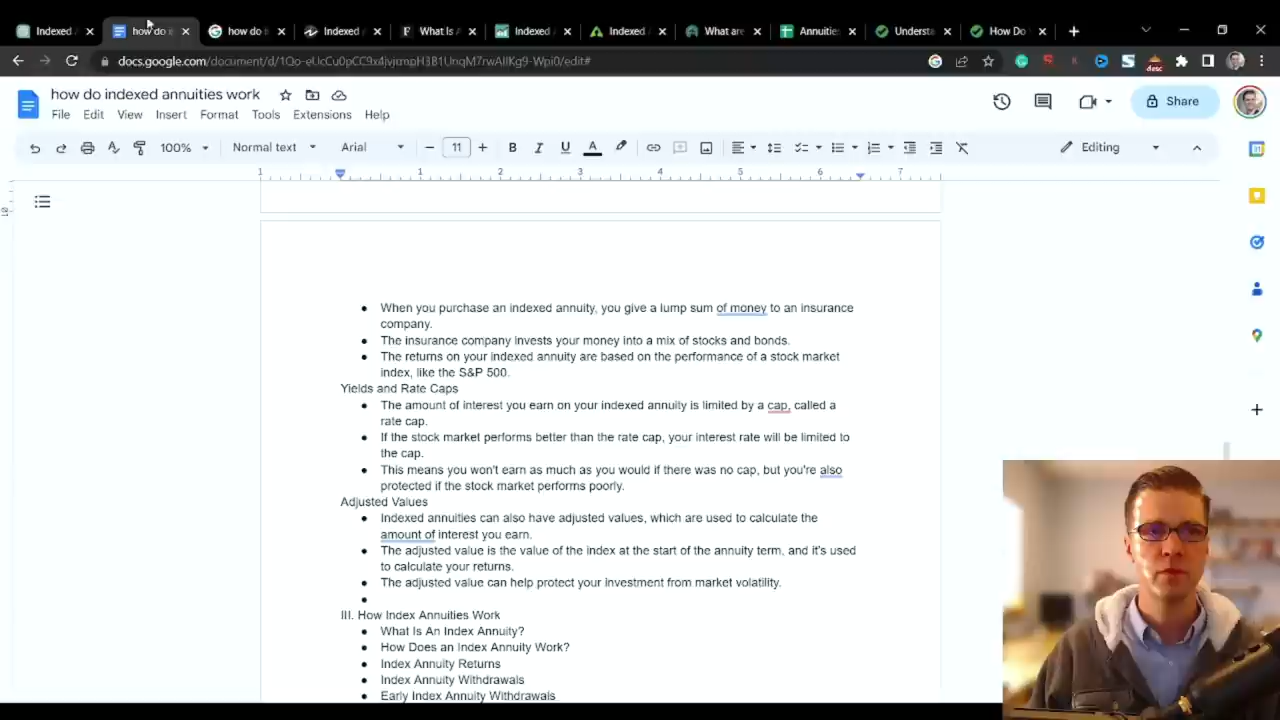 Indexed
how do i
how do i
Indexed
What Is
Indexed
Indexed
What are
Annuities
Understa
How Do
how do indexed annuities work
File Edit View Insert Format Tools Extensions Help
Share
100% Normal text Arial 11 Editing
1 1 2 3 4 5 6 7
When you purchase an indexed annuity, you give a lump sum of money to an insurance
company.
The insurance company invests your money into a mix of stocks and bonds.
The returns on your indexed annuity are based on the performance of a stock market
index, like the S&P 500.
Yields and Rate Caps
The amount of interest you earn on your indexed annuity is limited by a cap, called a
rate cap.
If the stock market performs better than the rate cap, your interest rate will be limited to
the cap.
This means you won't earn as much as you would if there was no cap, but you're also
protected if the stock market performs poorly.
Adjusted Values
Indexed annuities can also have adjusted values, which are used to calculate the
amount of interest you earn.
The adjusted value is the value of the index at the start of the annuity term, and it's used
to calculate your returns.
The adjusted value can help protect your investment from market volatility.
III. How Index Annuities Work
What Is An Index Annuity?
How Does an Index Annuity Work?
Index Annuity Returns
Index Annuity Withdrawals
Early Index Annuity Withdrawals